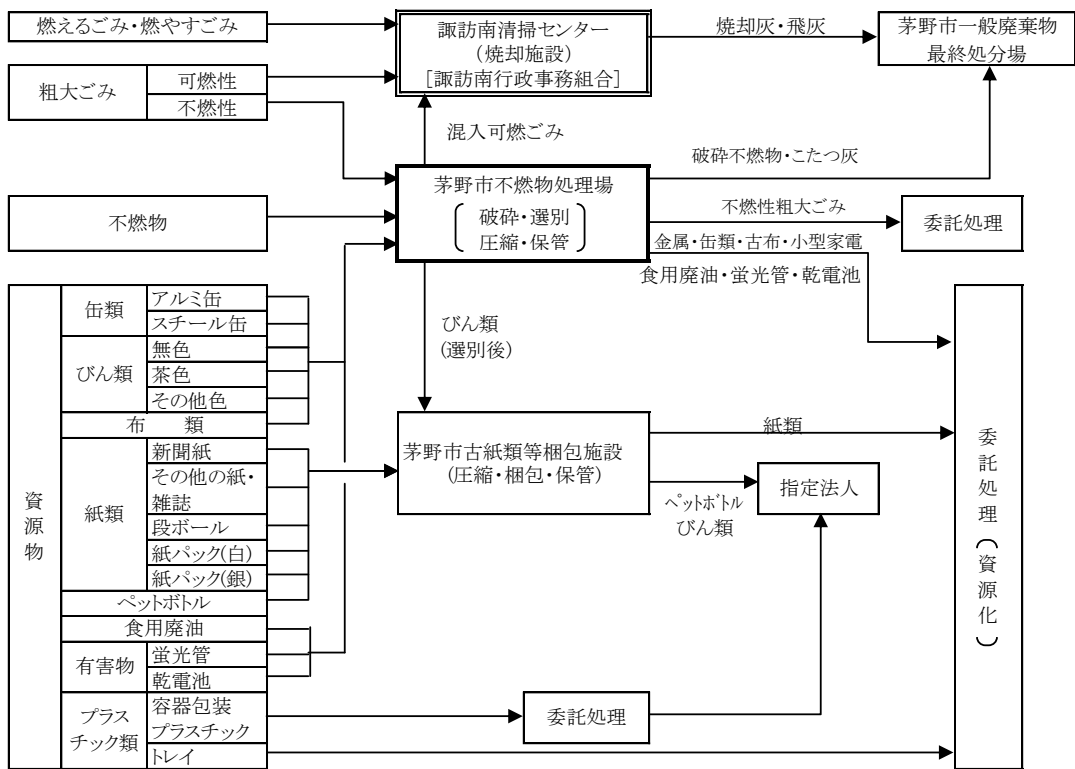 燃えるごみ・燃やすごみ
諏訪南清掃センター
(焼却施設)
[諏訪南行政事務組合]
焼却灰・飛灰
茅野市一般廃棄物
最終処分場
粗大ごみ
可燃性
不燃性
混入可燃ごみ
破砕不燃物・こたつ灰
不燃物
茅野市不燃物処理場
破砕・選別
圧縮・保管
不燃性粗大ごみ
委託処理
金属・缶類・古布・小型家電
食用廃油・蛍光管・乾電池
資源物
缶類
アルミ缶
スチール缶
びん類
無色
茶色
その他色
布 類
紙類
新聞紙
その他の紙・
雑誌
段ボール
紙パック(白)
紙パック(銀)
ペットボトル
食用廃油
有害物
蛍光管
乾電池
プラス
チック類
容器包装
プラスチック
トレイ
びん類
(選別後)
茅野市古紙類等梱包施設
(圧縮・梱包・保管)
紙類
ペットボトル
びん類
指定法人
委託処理
委託処理(資源化)